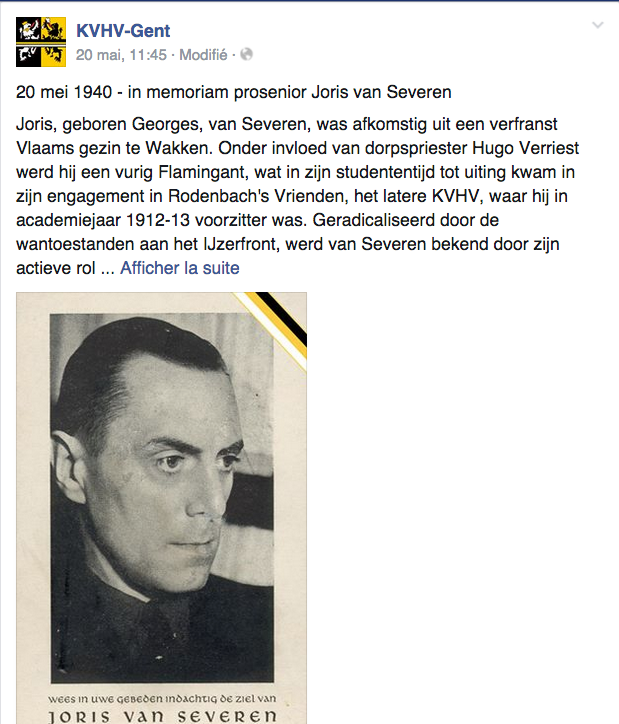 KVHV-Gent
20 mai, 11:45 · Modifié ·
20 mei 1940 - in memoriam prosenior Joris van Severen
Joris, geboren Georges, van Severen, was afkomstig uit een verfranst
Vlaams gezin te Wakken. Onder invloed van dorpspriester Hugo Verriest
werd hij een vurig Flamingant, wat in zijn studententijd tot uiting kwam in
zijn engagement in Rodenbach's Vrienden, het latere KVHV, waar hij in
academiejaar 1912-13 voorzitter was. Geradicaliseerd door de
wantoestanden aan het IJzerfront, werd van Severen bekend door zijn
actieve rol ... Afficher la suite
wees in uwe gebeden indachtig de ziel van
JORIS VAN SEVEREN